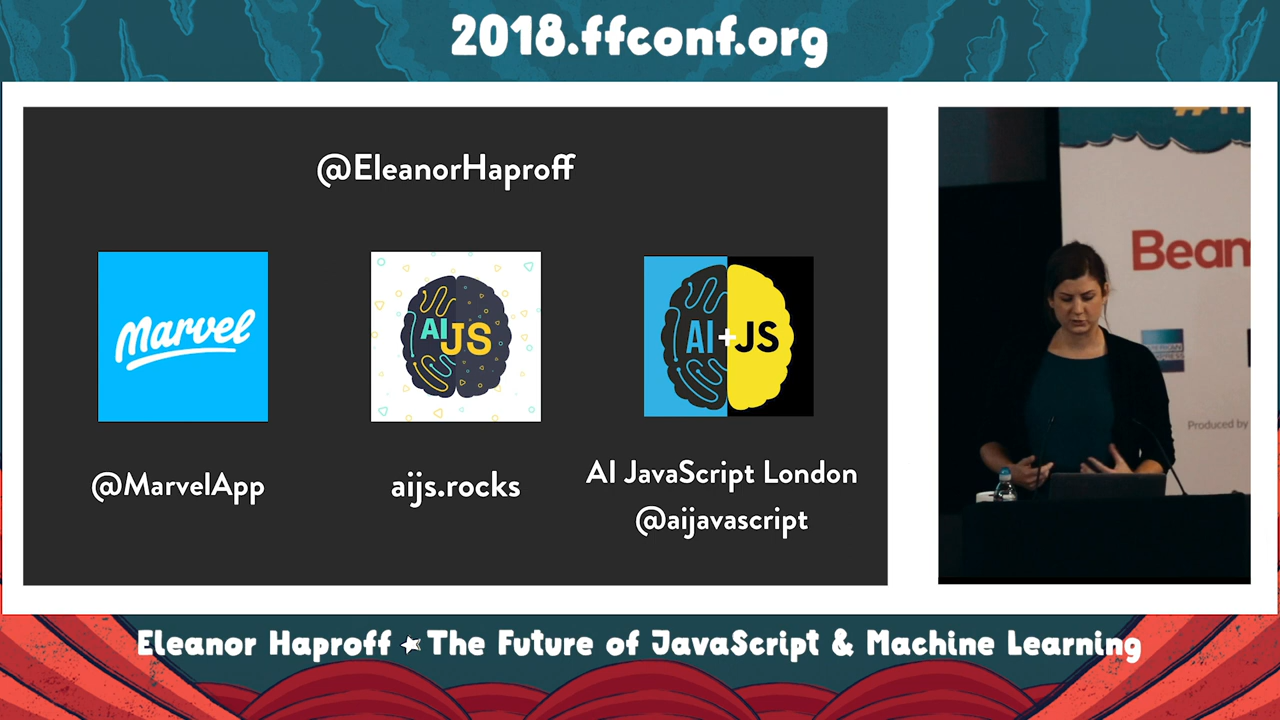 2018.ffconf.org
@EleanorHaproff
Marvel
AI JS
AI+JS
@MarvelApp
aijs.rocks
AI JavaScript London
@aijavascript
Beam
Produced by
Eleanor Haproff ★ The Future of JavaScript & Machine Learning